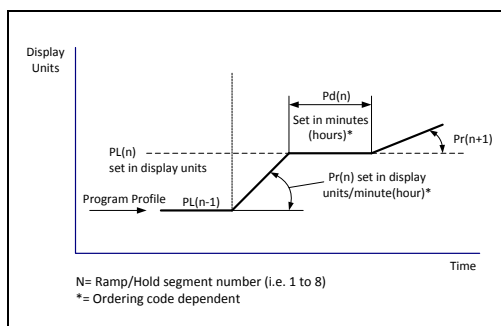 Display
Units
Pd(n)
Set in minutes
(hours)*
Pr(n+1)
PL(n)
set in display units
Pr(n) set in display
units/minute(hour)*
Program Profile
PL(n-1)
Time
N= Ramp/Hold segment number (i.e. 1 to 8)
*= Ordering code dependent